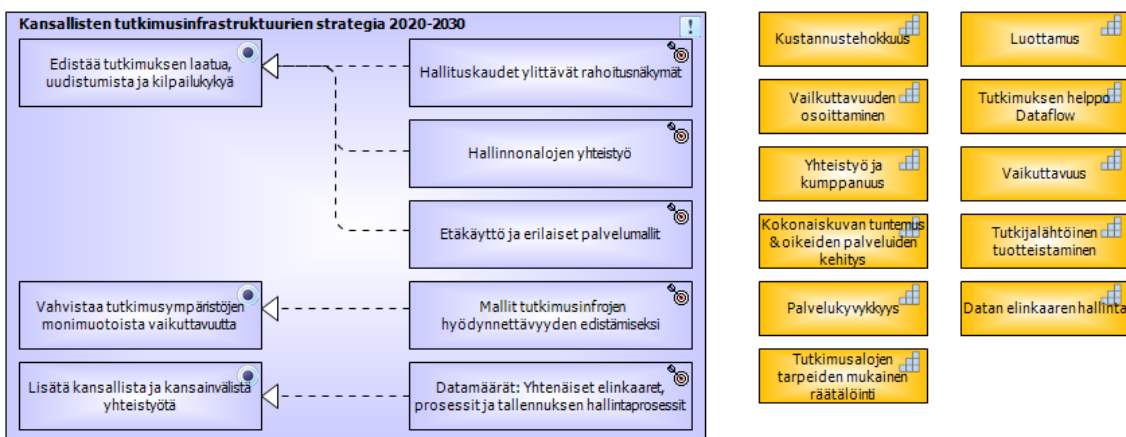 Kansallisten tutkimusinfrastruktuurien strategia 2020-2030
Edistää tutkimuksen laatua,
uudistumista ja kilpailukykyä
Hallituskaudet ylittävät rahoitusnäkymät
Hallinnonalojen yhteistyö
Etäkäyttö ja erilaiset palvelumallit
Vahvistaa tutkimusympäristöjen
monimuotoista vaikuttavuutta
Mallit tutkimusinfrojen
hyödynnettävyyden edistämiseksi
Lisätä kansallista ja kansainvälistä
yhteistyötä
Datamäärät: Yhtenäiset elinkaaret,
prosessit ja tallennuksen hallintaprosessit
Kustannustehokkuus
Luottamus
Vailkuttavuuden
osoittaminen
Tutkimuksen helppo
Dataflow
Yhteistyö ja
kumppanuus
Vaikuttavuus
Kokonaiskuvan tuntemus
& oikeiden palveluiden
kehitys
Tutkijalähtöinen
tuotteistaminen
Palvelukyvykkyys
Datan elinkaaren hallinta
Tutkimusalojen
tarpeiden mukainen
räätälöinti